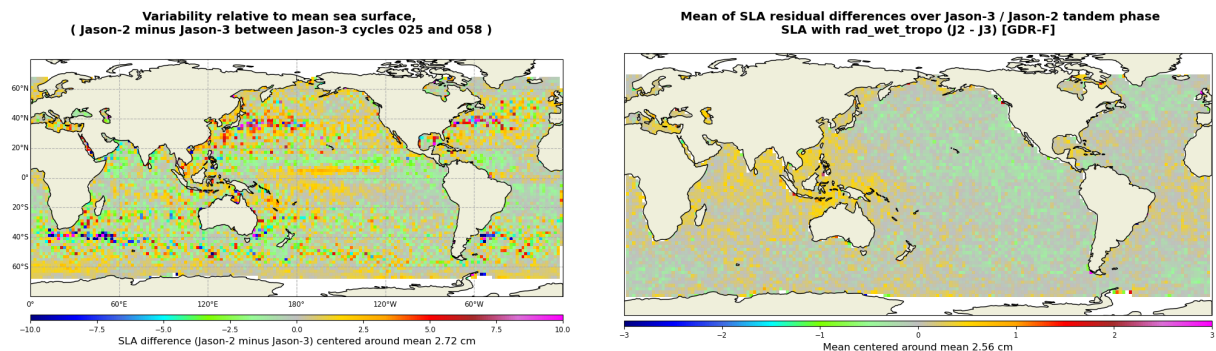 Variability relative to mean sea surface,
( Jason-2 minus Jason-3 between Jason-3 cycles 025 and 058 )
60°N
40°N
20°N
0°
20°S
40°S
60°S
0° 60°E 120°E 180° 120°W 60°W
−10.0 −7.5 −5.0 −2.5 0.0 2.5 5.0 7.5 10.0
SLA difference (Jason-2 minus Jason-3) centered around mean 2.72 cm
Mean of SLA residual differences over Jason-3 / Jason-2 tandem phase
SLA with rad_wet_tropo (J2 - J3) [GDR-F]
−3 −2 −1 0 1 2 3
Mean centered around mean 2.56 cm